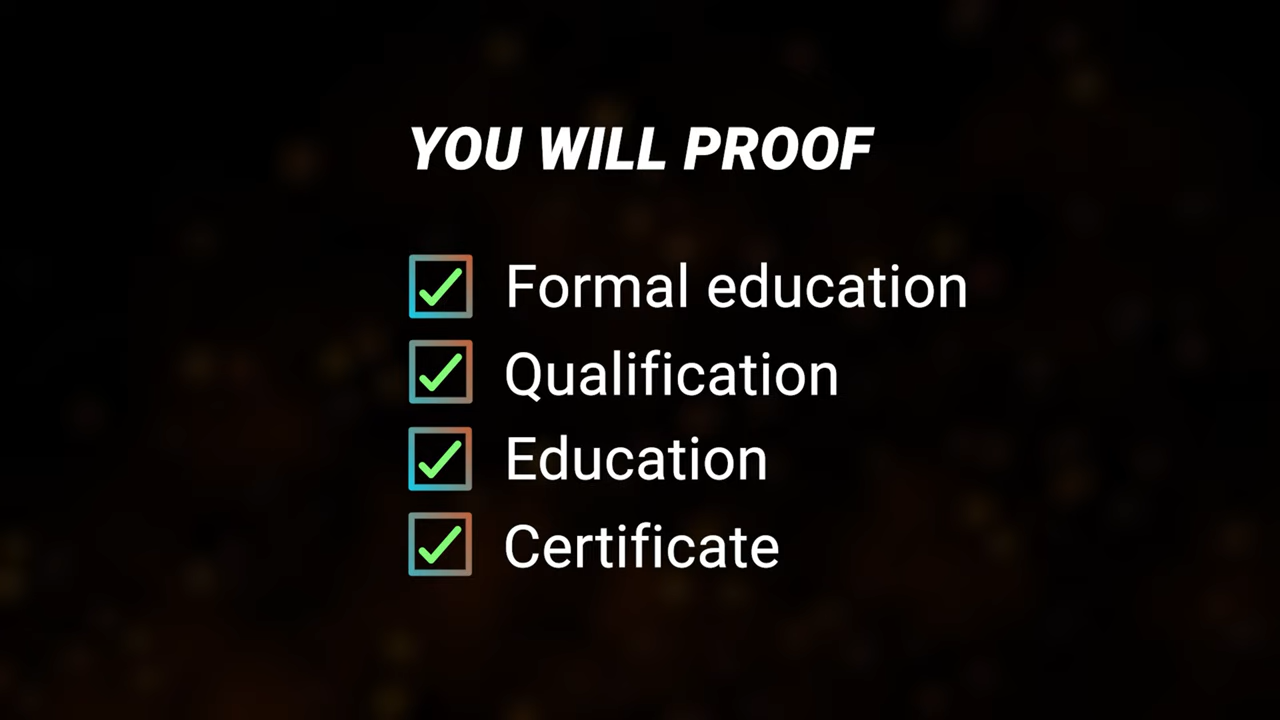 YOU WILL PROOF
Formal education
Qualification
Education
Certificate